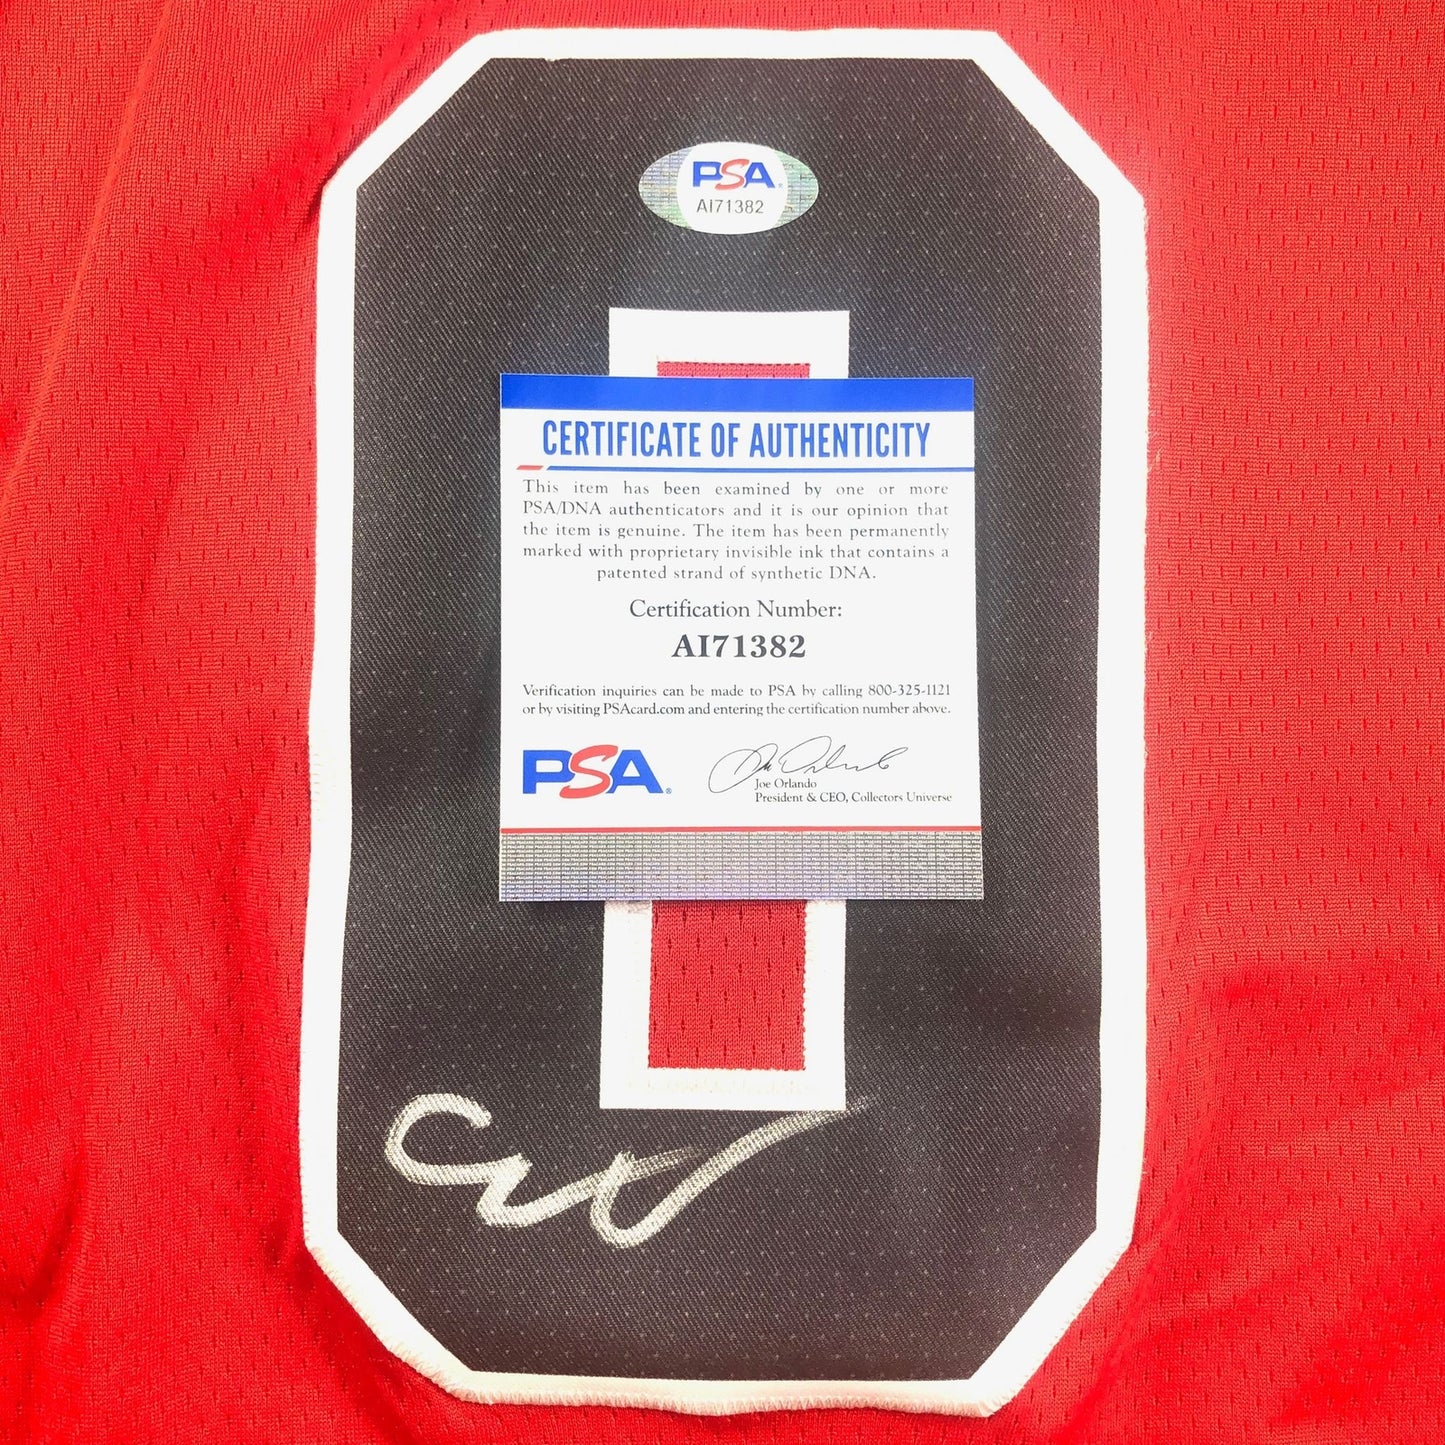 PSA
AI71382
CERTIFICATE OF AUTHENTICITY
This item has been examined by one or more
PSA/DNA authenticators and it is our opinion that
the item is genuine. The item has been permanently
marked with proprietary invisible ink that contains a
patented strand of synthetic DNA.
Certification Number:
AI71382
Verification inquiries can be made to PSA by calling 800-325-1121
or by visiting PSAcard.com and entering the certification number above.
PSA
Joe Orlando
President & CEO, Collectors Universe
0